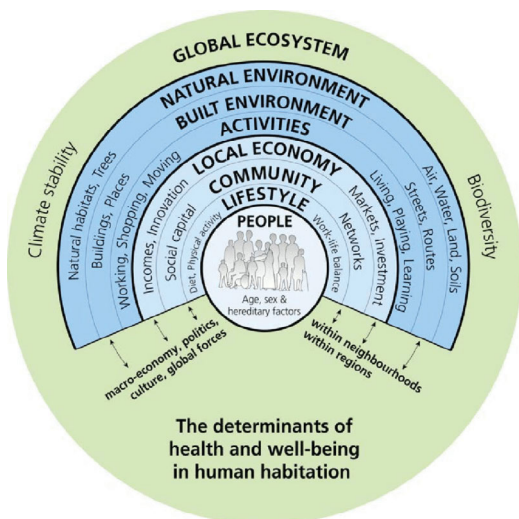 GLOBAL ECOSYSTEM
Climate stability
Biodiversity
NATURAL ENVIRONMENT
Natural habitats, Trees
Air, Water, Land, Soils
BUILT ENVIRONMENT
Buildings, Places
Streets, Routes
ACTIVITIES
Working, Shopping, Moving
Living, Playing, Learning
LOCAL ECONOMY
Incomes, Innovation
Markets, Investment
COMMUNITY
Social capital
Networks
LIFESTYLE
Diet, Physical activity
Work-life balance
PEOPLE
Age, sex &
hereditary factors
macro-economy, politics,
culture, global forces
within neighbourhoods
within regions
The determinants of
health and well-being
in human habitation